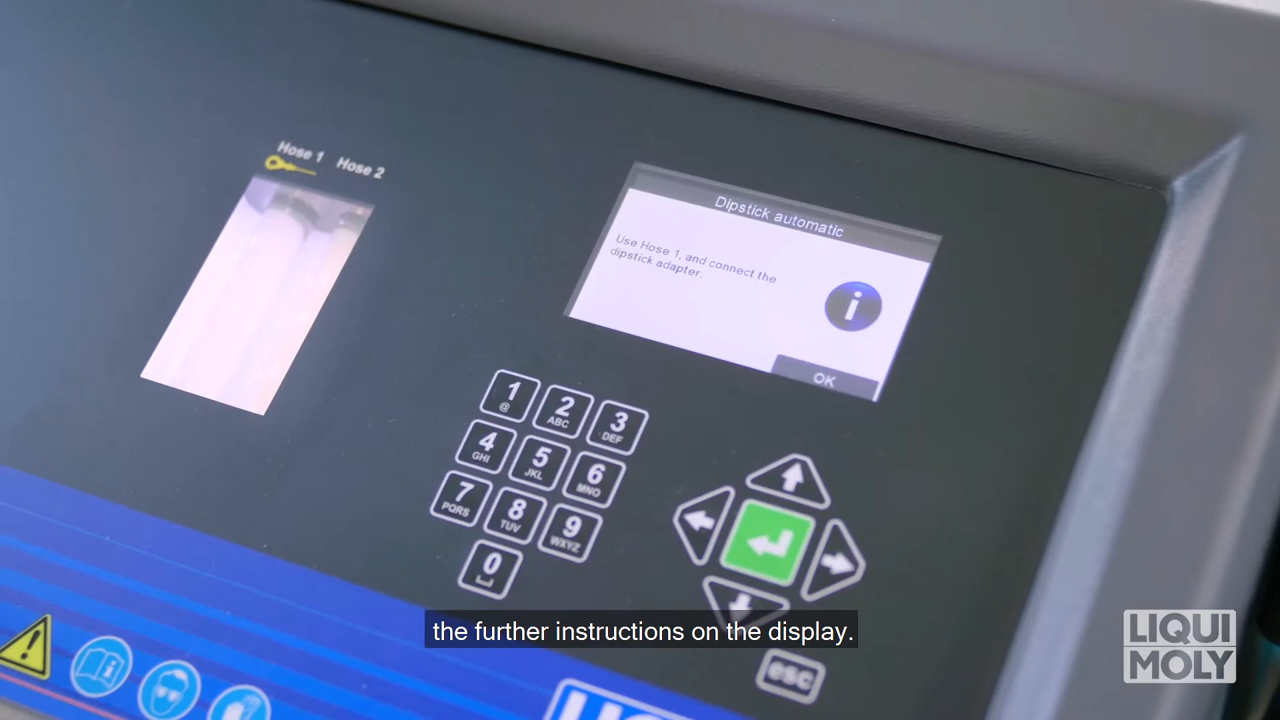 Hose 1 Hose 2
Dipstick automatic
Use Hose 1, and connect the
dipstick adapter.
i
OK
1 2 3
@ ABC DEF
4 5 6
GHI JKL MNO
7 8 9
PQRS TUV WXYZ
0
esc
the further instructions on the display.
LIQUI
MOLY